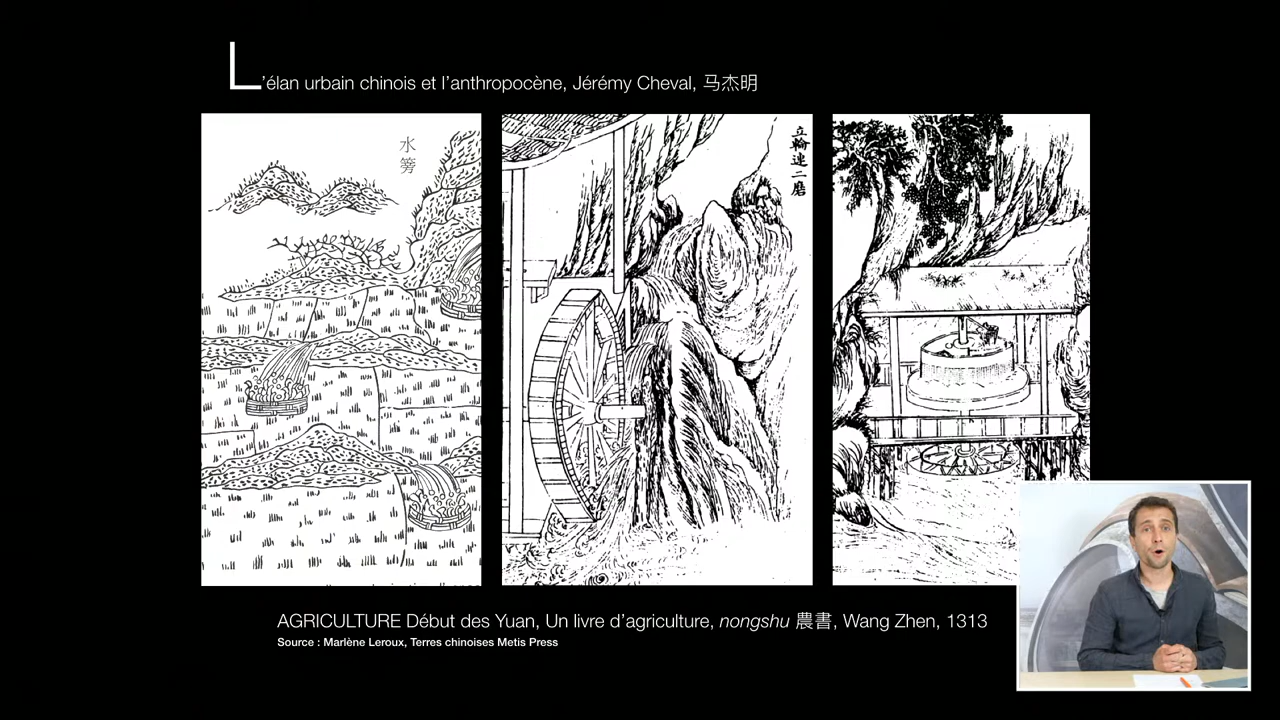 L'élan urbain chinois et l'anthropocène, Jérémy Cheval, 马杰明
水
簩
立輪連二磨
AGRICULTURE Début des Yuan, Un livre d'agriculture, nongshu 農書, Wang Zhen, 1313
Source : Marlène Leroux, Terres chinoises Metis Press